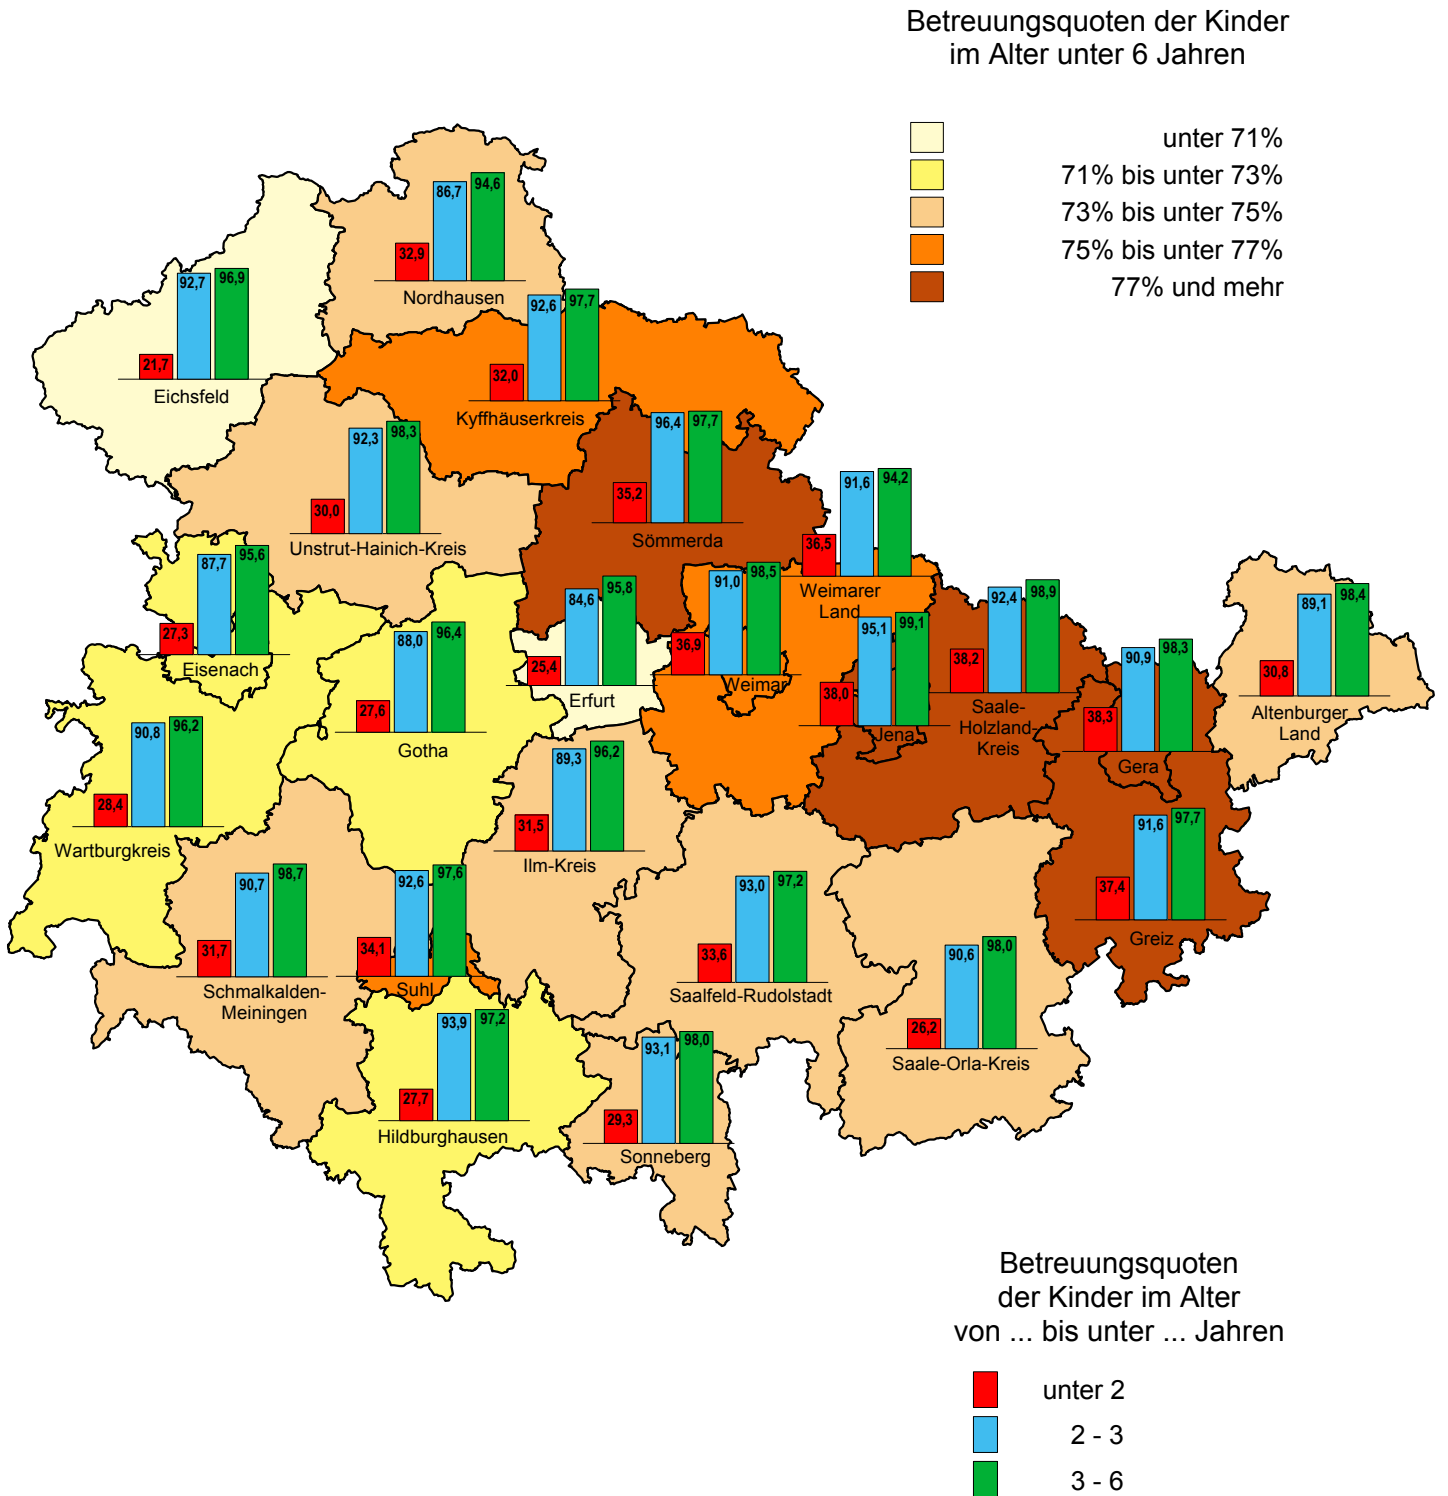 Betreuungsquoten der Kinder
im Alter unter 6 Jahren
unter 71%
71% bis unter 73%
73% bis unter 75%
75% bis unter 77%
77% und mehr
32,9 86,7 94,6
Nordhausen
21,7 92,7 96,9
Eichsfeld
32,0 92,6 97,7
Kyffhäuserkreis
30,0 92,3 98,3
Unstrut-Hainich-Kreis
35,2 96,4 97,7
Sömmerda
36,5 91,6 94,2
Weimarer
Land
27,3 87,7 95,6
Eisenach
25,4 84,6 95,8
Erfurt
36,9 91,0 98,5
Weimar
38,0 95,1 99,1
Jena
38,2 92,4 98,9
Saale-
Holzland-
Kreis
38,3 90,9 98,3
Gera
30,8 89,1 98,4
Altenburger
Land
27,6 88,0 96,4
Gotha
28,4 90,8 96,2
Wartburgkreis
31,5 89,3 96,2
Ilm-Kreis
37,4 91,6 97,7
Greiz
31,7 90,7 98,7
Schmalkalden-
Meiningen
34,1 92,6 97,6
Suhl
33,6 93,0 97,2
Saalfeld-Rudolstadt
26,2 90,6 98,0
Saale-Orla-Kreis
27,7 93,9 97,2
Hildburghausen
29,3 93,1 98,0
Sonneberg
Betreuungsquoten
der Kinder im Alter
von ... bis unter ... Jahren
unter 2
2 - 3
3 - 6